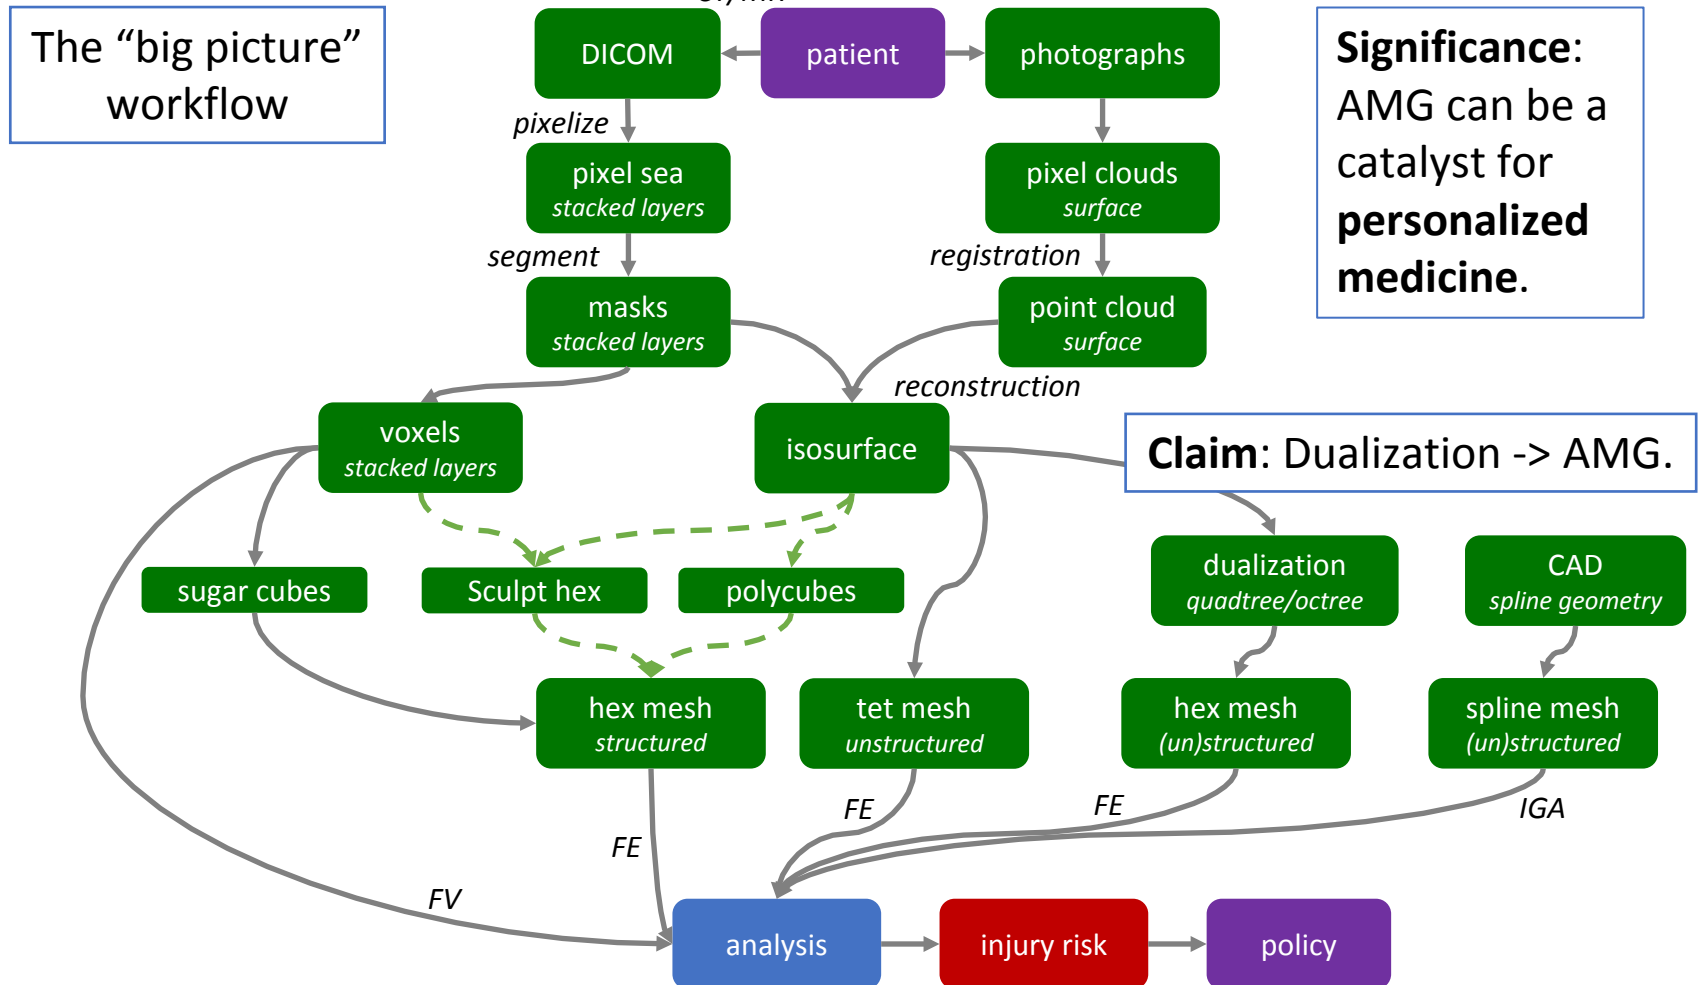 The “big picture”
workflow
DICOM
patient
photographs
Significance:
AMG can be a
catalyst for
personalized
medicine.
pixelize
pixel sea
stacked layers
pixel clouds
surface
segment
registration
masks
stacked layers
point cloud
surface
reconstruction
voxels
stacked layers
isosurface
Claim: Dualization -> AMG.
sugar cubes
Sculpt hex
polycubes
dualization
quadtree/octree
CAD
spline geometry
hex mesh
structured
tet mesh
unstructured
hex mesh
(un)structured
spline mesh
(un)structured
FE
FE
FE
IGA
FV
analysis
injury risk
policy